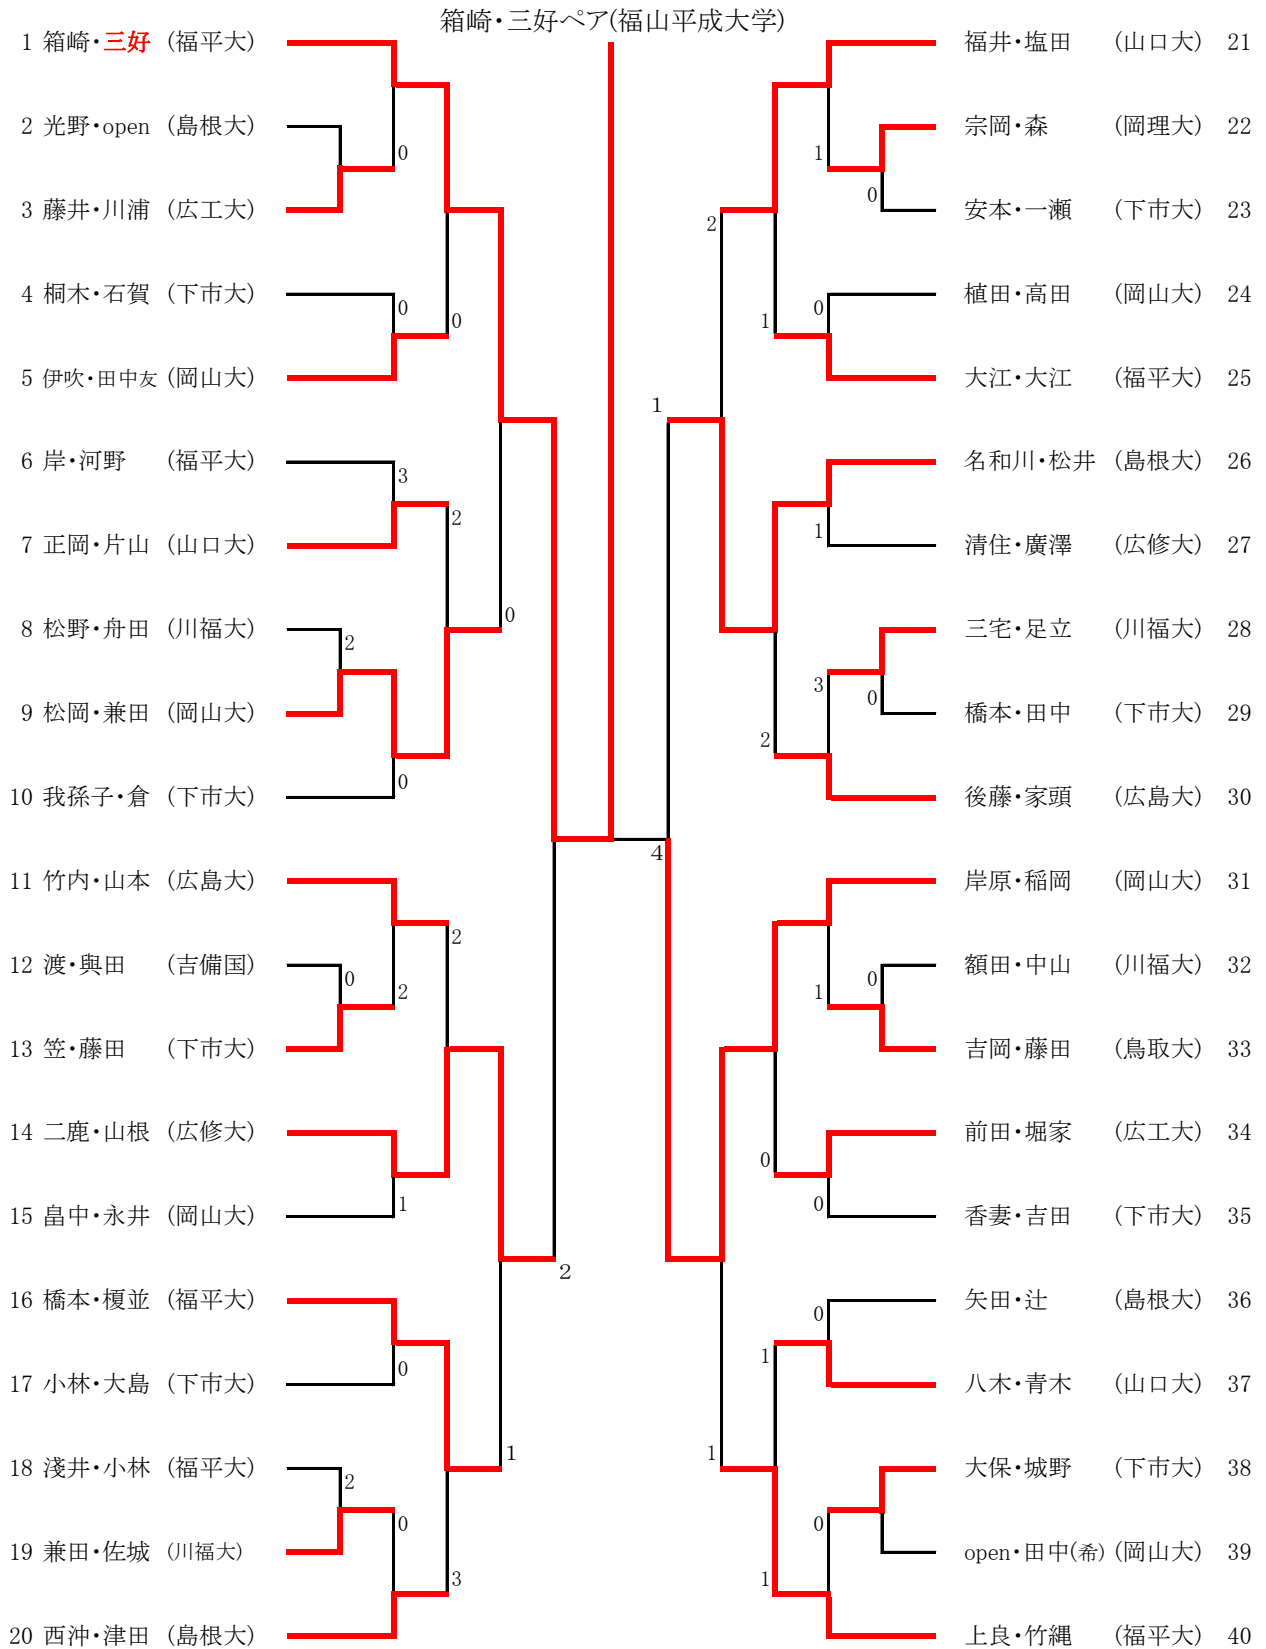 箱崎・三好ペア(福山平成大学)
1 箱崎・三好 (福平大)
2 光野・open (島根大)
0
3 藤井・川浦 (広工大)
4 桐木・石賀 (下市大)
0
0
5 伊吹・田中友 (岡山大)
6 岸・河野 (福平大)
3
2
7 正岡・片山 (山口大)
0
8 松野・舟田 (川福大)
2
9 松岡・兼田 (岡山大)
0
10 我孫子・倉 (下市大)
11 竹内・山本 (広島大)
2
12 渡・與田 (吉備国)
0
2
13 笠・藤田 (下市大)
14 二鹿・山根 (広修大)
1
15 畠中・永井 (岡山大)
2
16 橋本・榎並 (福平大)
0
17 小林・大島 (下市大)
1
18 淺井・小林 (福平大)
2
0
19 兼田・佐城 (川福大)
3
20 西沖・津田 (島根大)
福井・塩田 (山口大) 21
宗岡・森 (岡理大) 22
1
0
安本・一瀬 (下市大) 23
2
植田・高田 (岡山大) 24
0
1
大江・大江 (福平大) 25
1
名和川・松井 (島根大) 26
1
清住・廣澤 (広修大) 27
三宅・足立 (川福大) 28
3
0
橋本・田中 (下市大) 29
2
後藤・家頭 (広島大) 30
4
岸原・稲岡 (岡山大) 31
額田・中山 (川福大) 32
0
1
吉岡・藤田 (鳥取大) 33
前田・堀家 (広工大) 34
0
0
香妻・吉田 (下市大) 35
矢田・辻 (島根大) 36
0
1
八木・青木 (山口大) 37
1
大保・城野 (下市大) 38
0
open・田中(希) (岡山大) 39
1
上良・竹縄 (福平大) 40